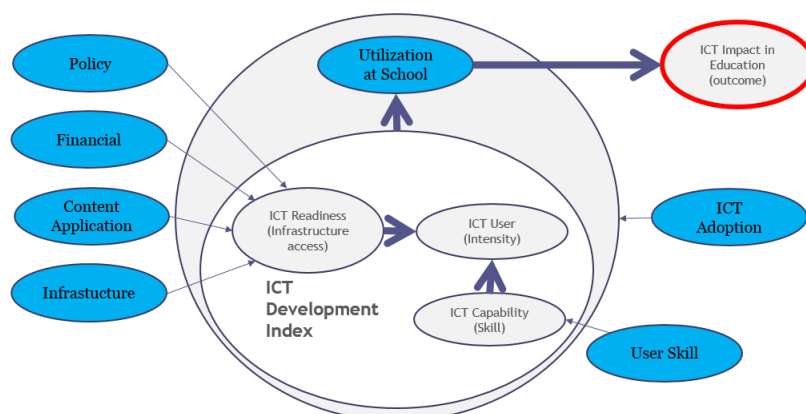 Policy
Financial
Content
Application
Infrastucture
Utilization
at School
ICT Impact in
Education
(outcome)
ICT Readiness
(Infrastructure
access)
ICT User
(Intensity)
ICT
Development
Index
ICT Capability
(Skill)
ICT
Adoption
User Skill